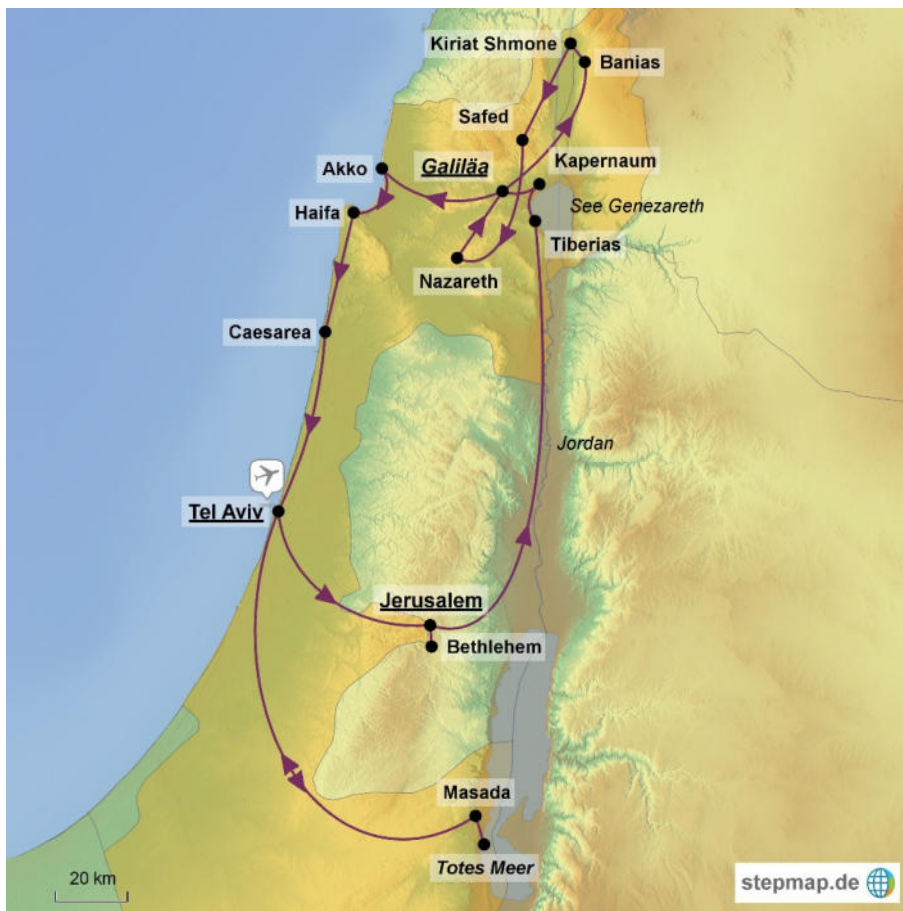 Kiriat Shmone
Banias
Safed
Kapernaum
Akko
Galiläa
See Genezareth
Haifa
Tiberias
Nazareth
Caesarea
Jordan
Tel Aviv
Jerusalem
Bethlehem
Masada
Totes Meer
20 km
stepmap.de